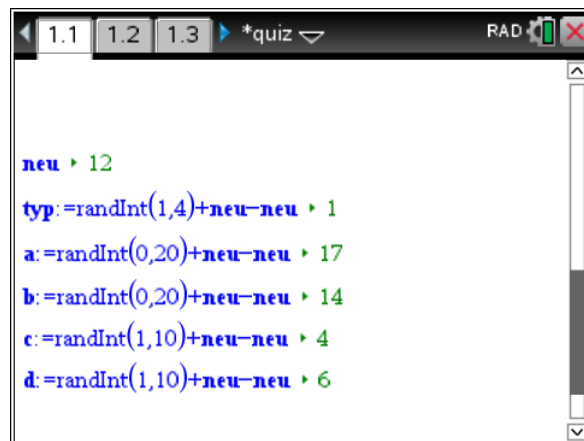 1.1 1.2 1.3 *quiz RAD
neu ▸ 12
typ:=randInt(1,4)+neu−neu ▸ 1
a:=randInt(0,20)+neu−neu ▸ 17
b:=randInt(0,20)+neu−neu ▸ 14
c:=randInt(1,10)+neu−neu ▸ 4
d:=randInt(1,10)+neu−neu ▸ 6